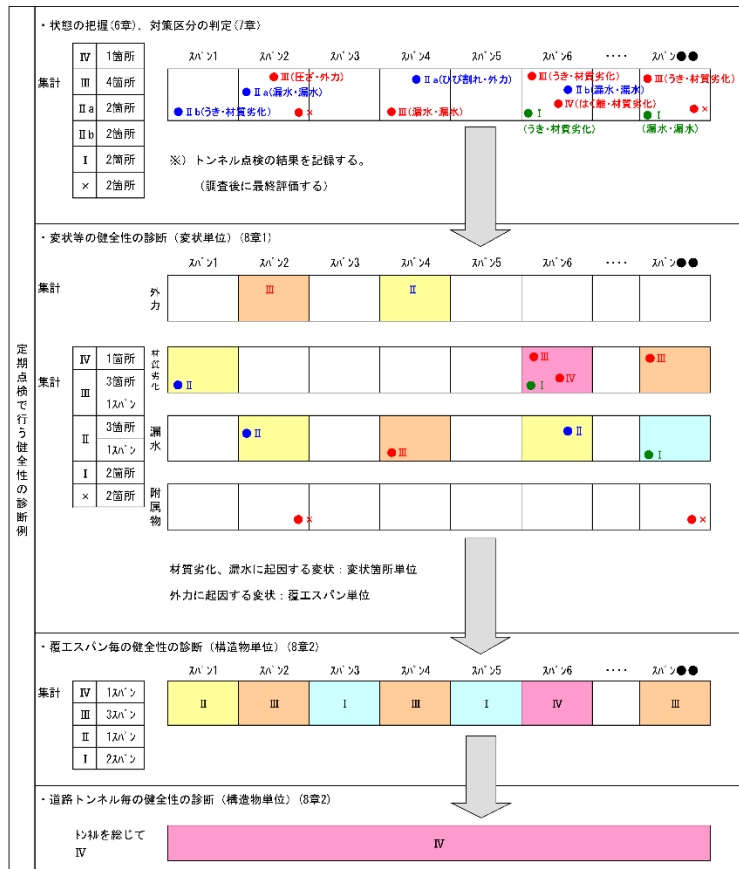 定期点検で行う健全性の診断例
・状態の把握(6章)、対策区分の判定(7章)
集計
Ⅳ 1箇所
Ⅲ 4箇所
Ⅱa 2箇所
Ⅱb 2箇所
Ⅰ 2箇所
× 2箇所
ｽﾊﾟﾝ1 ｽﾊﾟﾝ2 ｽﾊﾟﾝ3 ｽﾊﾟﾝ4 ｽﾊﾟﾝ5 ｽﾊﾟﾝ6 ････ ｽﾊﾟﾝ●●
Ⅲ(圧ざ・外力) Ⅱa(ひび割れ・外力) Ⅲ(うき・材質劣化) Ⅲ(うき・材質劣化)
Ⅱa(漏水・漏水) Ⅱb(漏水・漏水)
Ⅳ(はく離・材質劣化)
Ⅱb(うき・材質劣化) × Ⅲ(漏水・漏水) Ⅰ Ⅰ ×
(うき・材質劣化) (漏水・漏水)
※) トンネル点検の結果を記録する。
(調査後に最終評価する)
・変状等の健全性の診断(変状単位)(8章1)
ｽﾊﾟﾝ1 ｽﾊﾟﾝ2 ｽﾊﾟﾝ3 ｽﾊﾟﾝ4 ｽﾊﾟﾝ5 ｽﾊﾟﾝ6 ････ ｽﾊﾟﾝ●●
集計
外力 Ⅲ Ⅱ
集計
Ⅳ 1箇所
Ⅲ 3箇所
1ｽﾊﾟﾝ
Ⅱ 3箇所
1ｽﾊﾟﾝ
Ⅰ 2箇所
× 2箇所
材質劣化 Ⅱ Ⅲ Ⅳ Ⅰ Ⅲ
漏水 Ⅱ Ⅲ Ⅱ Ⅰ
附属物 × ×
材質劣化、漏水に起因する変状：変状箇所単位
外力に起因する変状：覆工スパン単位
・覆工スパン毎の健全性の診断(構造物単位)(8章2)
ｽﾊﾟﾝ1 ｽﾊﾟﾝ2 ｽﾊﾟﾝ3 ｽﾊﾟﾝ4 ｽﾊﾟﾝ5 ｽﾊﾟﾝ6 ････ ｽﾊﾟﾝ●●
集計
Ⅳ 1ｽﾊﾟﾝ
Ⅲ 3ｽﾊﾟﾝ
Ⅱ 1ｽﾊﾟﾝ
Ⅰ 2ｽﾊﾟﾝ
Ⅱ Ⅲ Ⅰ Ⅲ Ⅰ Ⅳ Ⅲ
・道路トンネル毎の健全性の診断(構造物単位)(8章2)
ﾄﾝﾈﾙを総じて
Ⅳ
Ⅳ